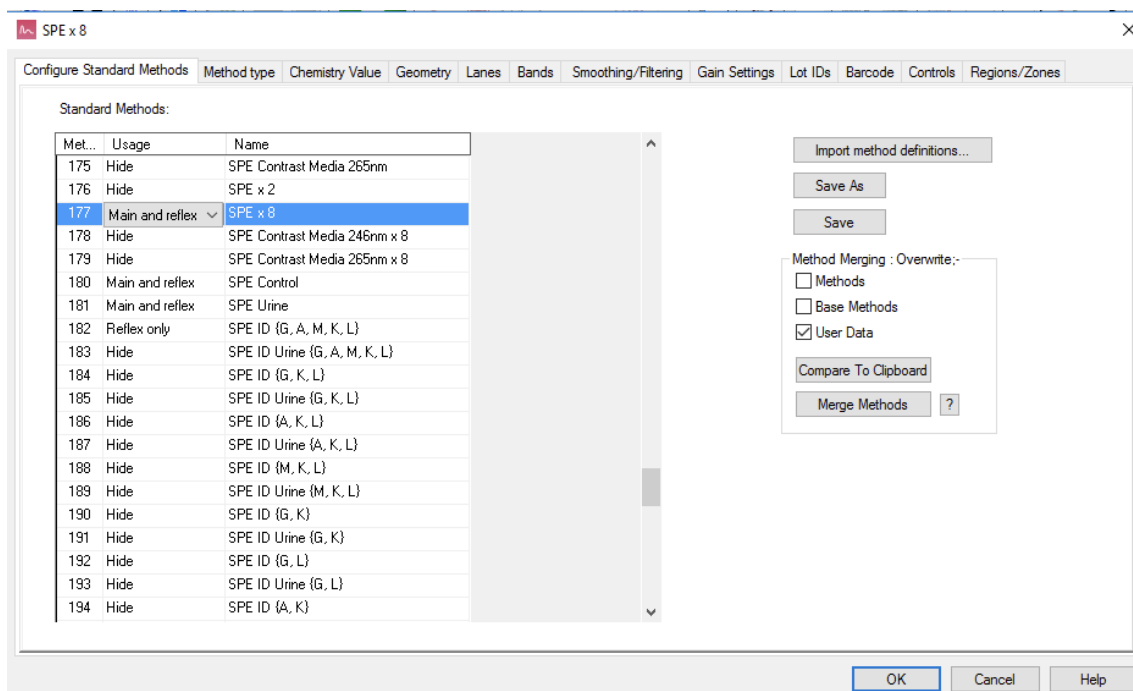 SPE x 8
Configure Standard Methods Method type Chemistry Value Geometry Lanes Bands Smoothing/Filtering Gain Settings Lot IDs Barcode Controls Regions/Zones
Standard Methods:
Met... Usage Name
175 Hide SPE Contrast Media 265nm
176 Hide SPE x 2
177 Main and reflex SPE x 8
178 Hide SPE Contrast Media 246nm x 8
179 Hide SPE Contrast Media 265nm x 8
180 Main and reflex SPE Control
181 Main and reflex SPE Urine
182 Reflex only SPE ID {G, A, M, K, L}
183 Hide SPE ID Urine {G, A, M, K, L}
184 Hide SPE ID {G, K, L}
185 Hide SPE ID Urine {G, K, L}
186 Hide SPE ID {A, K, L}
187 Hide SPE ID Urine {A, K, L}
188 Hide SPE ID {M, K, L}
189 Hide SPE ID Urine {M, K, L}
190 Hide SPE ID {G, K}
191 Hide SPE ID Urine {G, K}
192 Hide SPE ID {G, L}
193 Hide SPE ID Urine {G, L}
194 Hide SPE ID {A, K}
Import method definitions...
Save As
Save
Method Merging : Overwrite;-
Methods
Base Methods
User Data
Compare To Clipboard
Merge Methods ?
OK Cancel Help